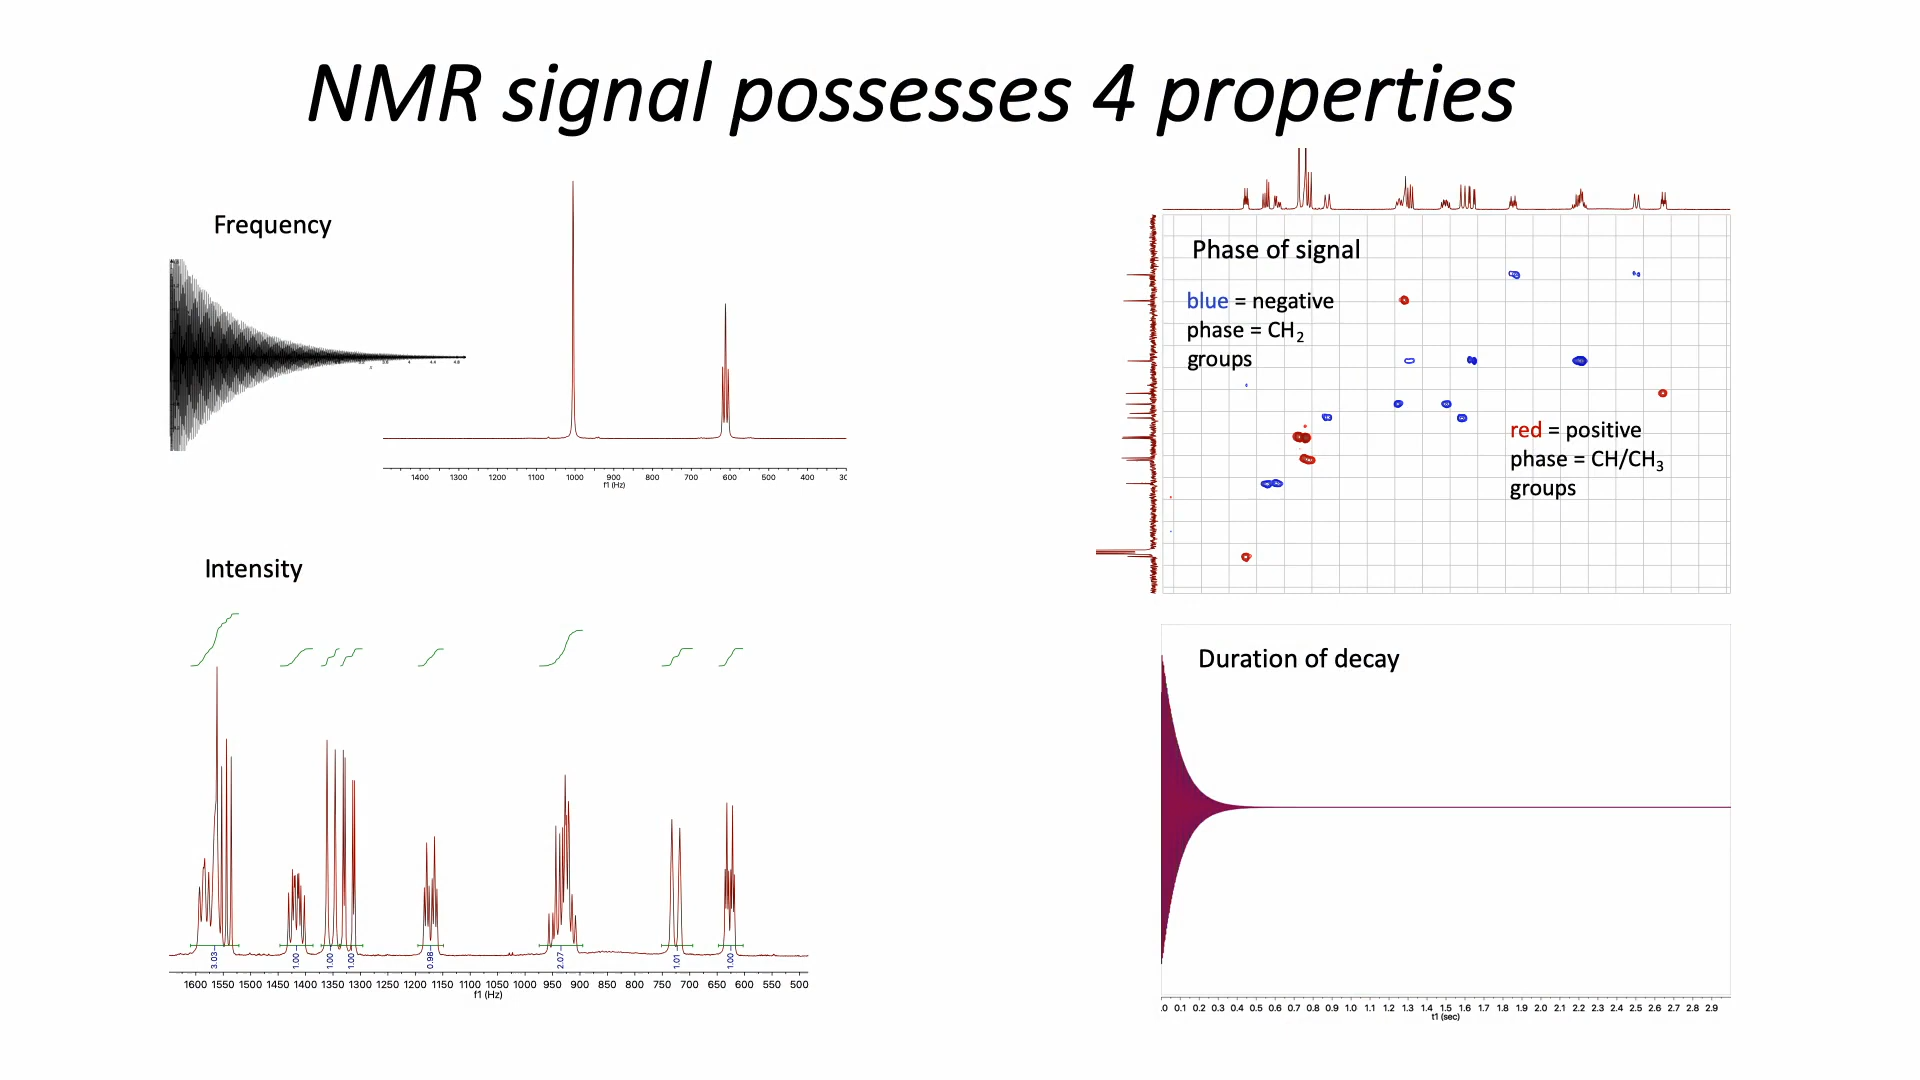 NMR signal possesses 4 properties
Frequency
1400 1300 1200 1100 1000 900 800 700 600 500 400 30
f1 (Hz)
Intensity
3.03 1.00 1.00 1.00 0.98 2.07 1.01 1.00
1600 1550 1500 1450 1400 1350 1300 1250 1200 1150 1100 1050 1000 950 900 850 800 750 700 650 600 550 500
f1 (Hz)
Phase of signal
blue = negative
phase = CH₂
groups
red = positive
phase = CH/CH₃
groups
Duration of decay
.0 0.1 0.2 0.3 0.4 0.5 0.6 0.7 0.8 0.9 1.0 1.1 1.2 1.3 1.4 1.5 1.6 1.7 1.8 1.9 2.0 2.1 2.2 2.3 2.4 2.5 2.6 2.7 2.8 2.9
t1 (sec)